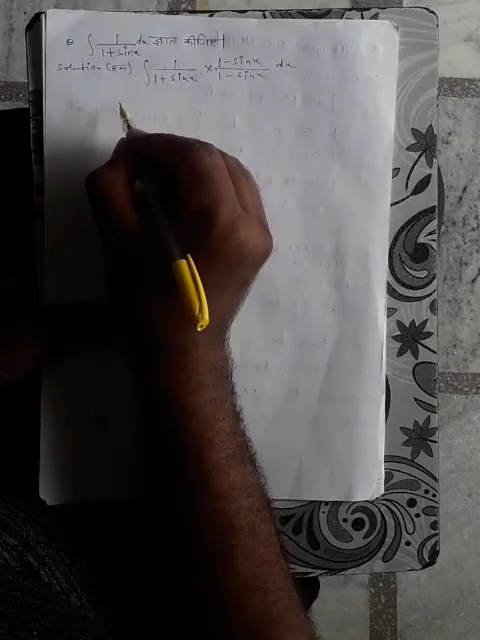 ∫ 1/(1+sinx) dx ज्ञात कीजिए।
Solution (हल) ∫ 1/(1+sinx) × (1-sinx)/(1-sinx) dx